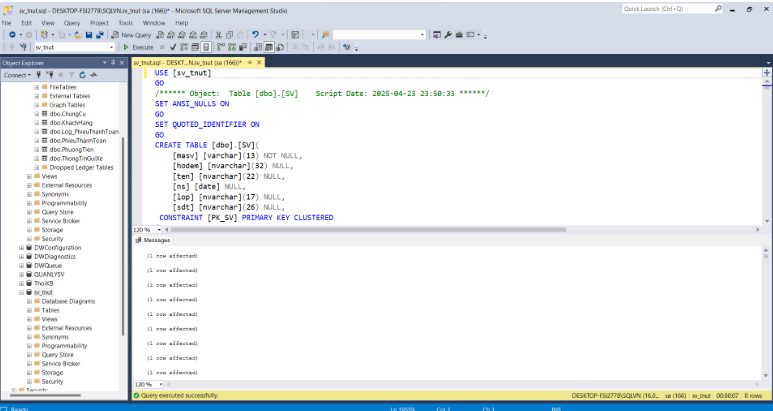 sv_tnut.sql - DESKTOP-FSI2778\SQLVN.sv_tnut (sa (166))* - Microsoft SQL Server Management Studio
Quick Launch (Ctrl+Q)
File Edit View Query Project Tools Window Help
New Query
sv_tnut
Execute
Object Explorer
Connect
FileTables
External Tables
Graph Tables
dbo.ChungCu
dbo.KhachHang
dbo.Log_PhieuThanhToan
dbo.PhieuThanhToan
dbo.PhuongTien
dbo.ThongTinGuiXe
Dropped Ledger Tables
Views
External Resources
Synonyms
Programmability
Query Store
Service Broker
Storage
Security
DWConfiguration
DWDiagnostics
DWQueue
QUANLYSV
ThoiKB
sv_tnut
Database Diagrams
Tables
Views
External Resources
Synonyms
Programmability
Query Store
Service Broker
Storage
Security
Security
sv_tnut.sql - DESKT...N.sv_tnut (sa (166))*
USE [sv_tnut]
GO
/****** Object: Table [dbo].[SV] Script Date: 2025-04-23 23:50:33 ******/
SET ANSI_NULLS ON
GO
SET QUOTED_IDENTIFIER ON
GO
CREATE TABLE [dbo].[SV](
[masv] [varchar](13) NOT NULL,
[hodem] [nvarchar](32) NULL,
[ten] [nvarchar](22) NULL,
[ns] [date] NULL,
[lop] [nvarchar](17) NULL,
[sdt] [nvarchar](26) NULL,
CONSTRAINT [PK_SV] PRIMARY KEY CLUSTERED
120 %
Messages
(1 row affected)
(1 row affected)
(1 row affected)
(1 row affected)
(1 row affected)
(1 row affected)
(1 row affected)
(1 row affected)
(1 row affected)
120 %
Query executed successfully.
DESKTOP-FSI2778\SQLVN (16.0... sa (166) sv_tnut 00:00:07 0 rows
Ready
Ln 19559 Col 1 Ch 1 INS